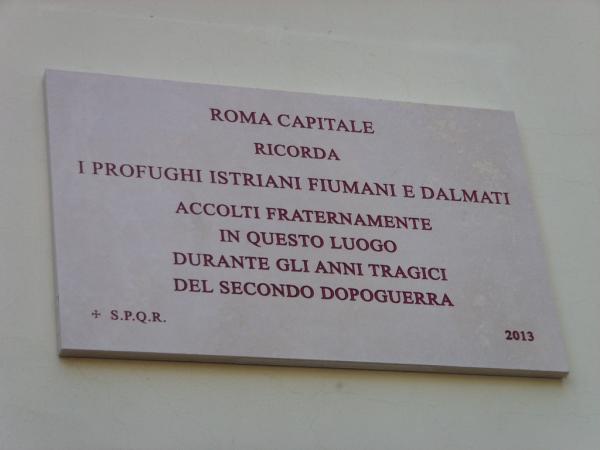 ROMA CAPITALE
RICORDA
I PROFUGHI ISTRIANI FIUMANI E DALMATI
ACCOLTI FRATERNAMENTE
IN QUESTO LUOGO
DURANTE GLI ANNI TRAGICI
DEL SECONDO DOPOGUERRA
☩ S.P.Q.R.
2013